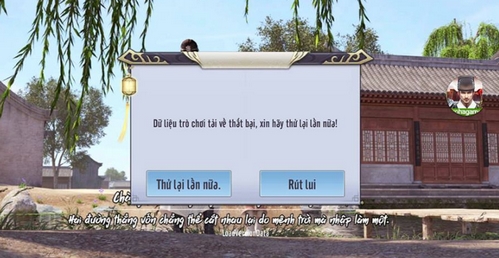 Dữ liệu trò chơi tải về thất bại, xin hãy thử lại lần nữa!
Thử lại lần nữa.
Rút lui
Hai đường thẳng vốn chẳng thể cắt nhau lại do mệnh trời mà nhập làm một.